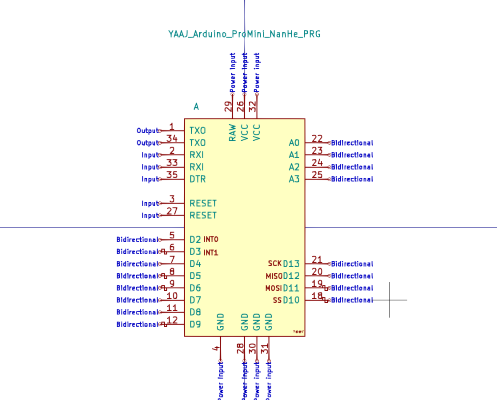 YAAJ_Arduino_ProMini_NanHe_PRG
Power Input Power Input Power Input
29 26 32
A
RAW VCC VCC
Output 1 TXO
Output 34 TXO
Input 2 RXI
Input 33 RXI
Input 35 DTR
Input 3 RESET
Input 27 RESET
Bidirectional 5 D2 INT0
Bidirectional 6 D3 INT1
Bidirectional 7 D4
Bidirectional 8 D5
Bidirectional 9 D6
Bidirectional 10 D7
Bidirectional 11 D8
Bidirectional 12 D9
A0 22 Bidirectional
A1 23 Bidirectional
A2 24 Bidirectional
A3 25 Bidirectional
SCK D13 21 Bidirectional
MISO D12 20 Bidirectional
MOSI D11 19 Bidirectional
SS D10 18 Bidirectional
GND GND GND GND
4 28 30 31
Power Input Power Input Power Input Power Input